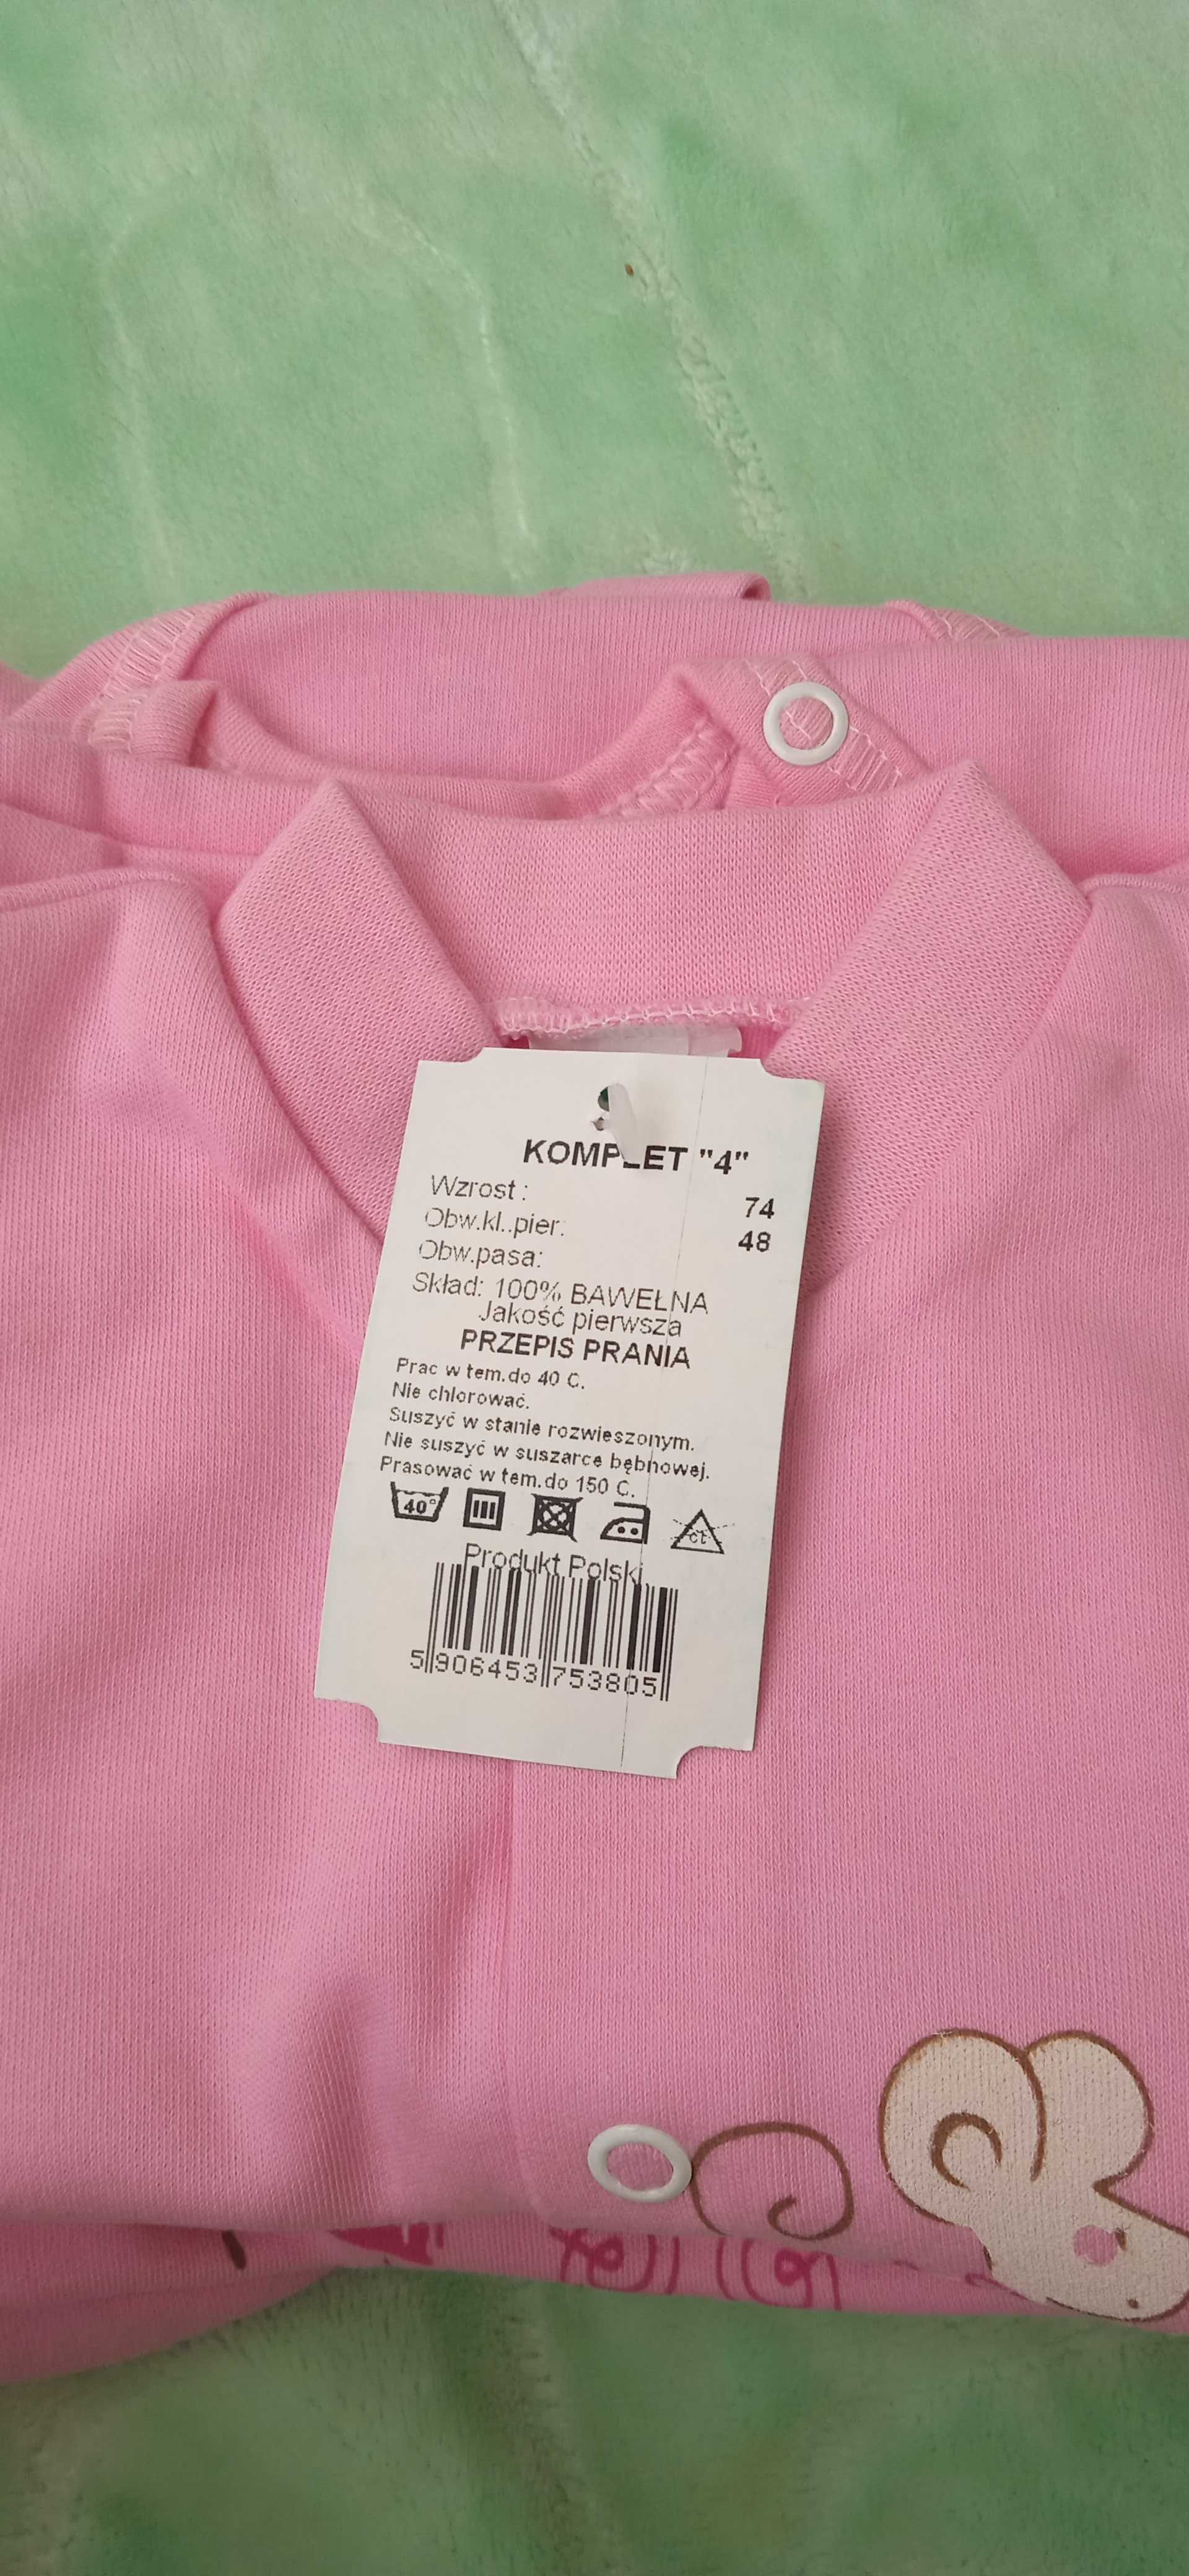 KOMPLET "4"
Wzrost : 74
Obw.kl..pier: 48
Obw.pasa:
Skład: 100% BAWEŁNA
Jakość pierwsza
PRZEPIS PRANIA
Prac w tem.do 40 C.
Nie chlorować.
Suszyć w stanie rozwieszonym.
Nie suszyć w suszarce bębnowej.
Prasować w tem.do 150 C.
40° cl
Produkt Polski
5 906453 753805